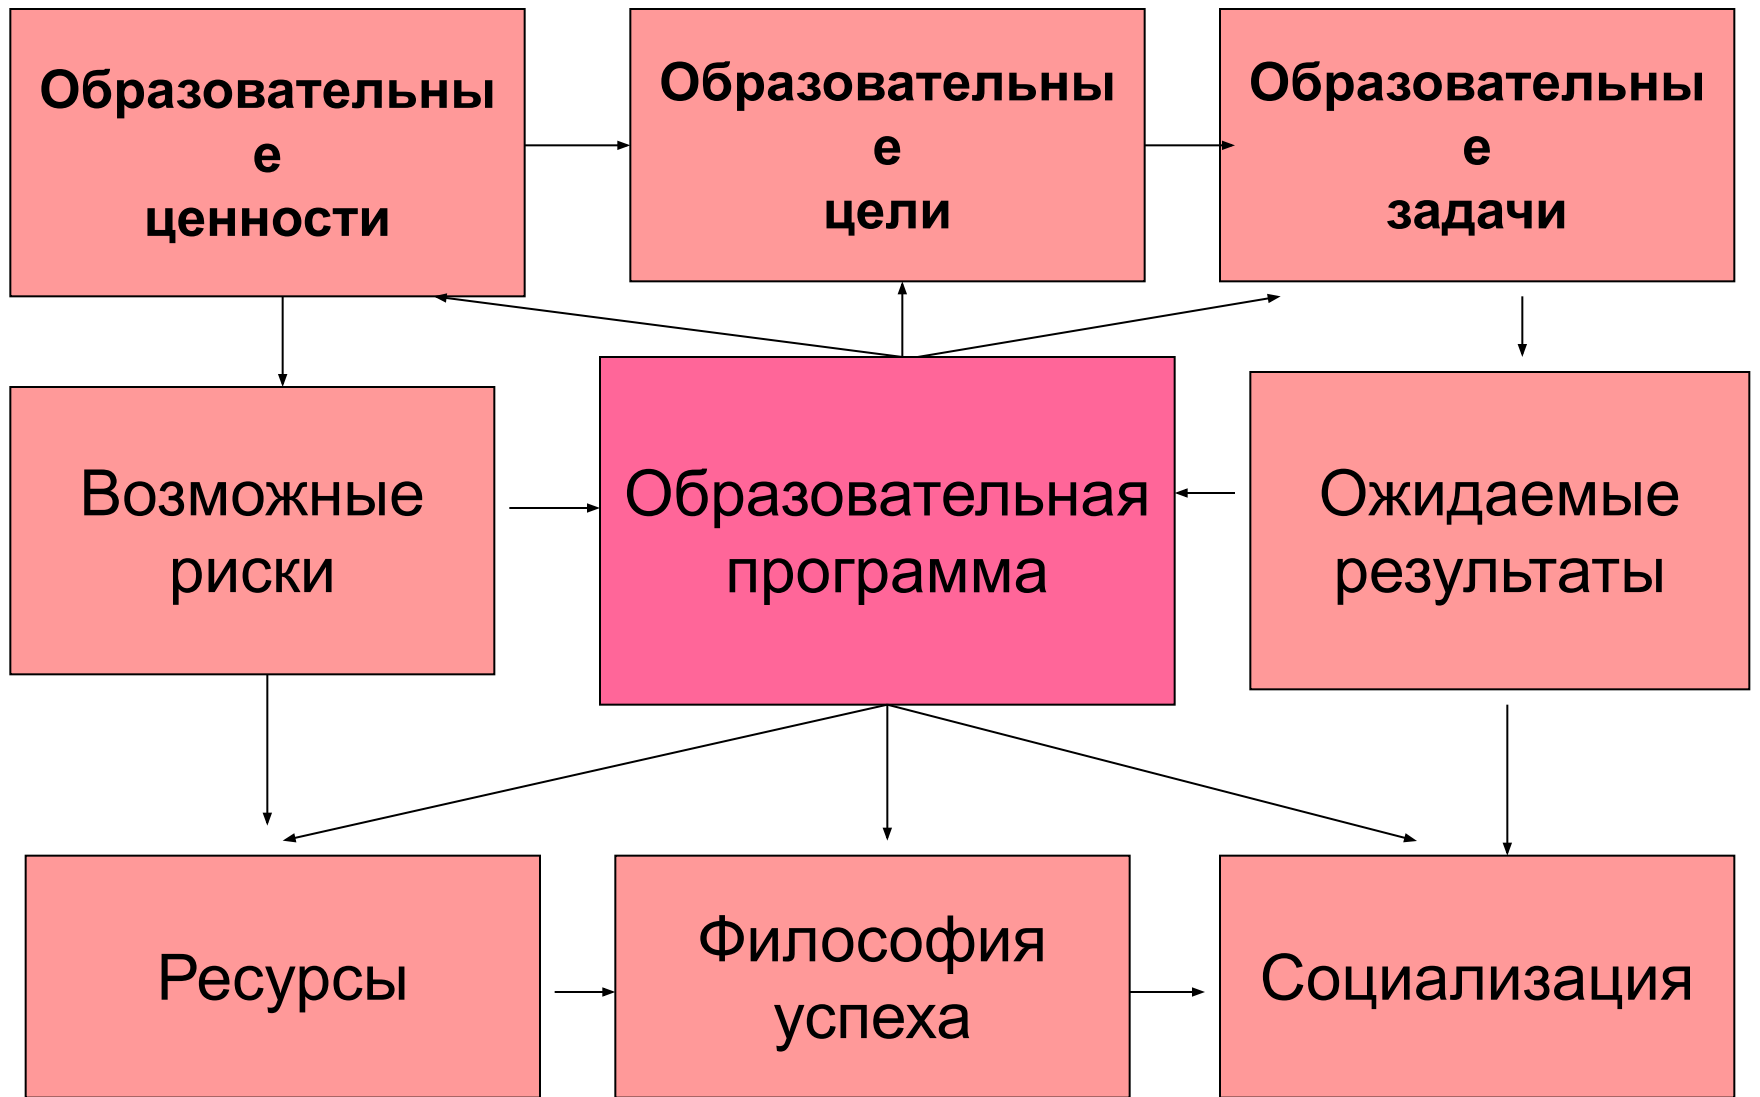 Образовательны
е
ценности
Образовательны
е
цели
Образовательны
е
задачи
Возможные
риски
Образовательная
программа
Ожидаемые
результаты
Ресурсы
Философия
успеха
Социализация